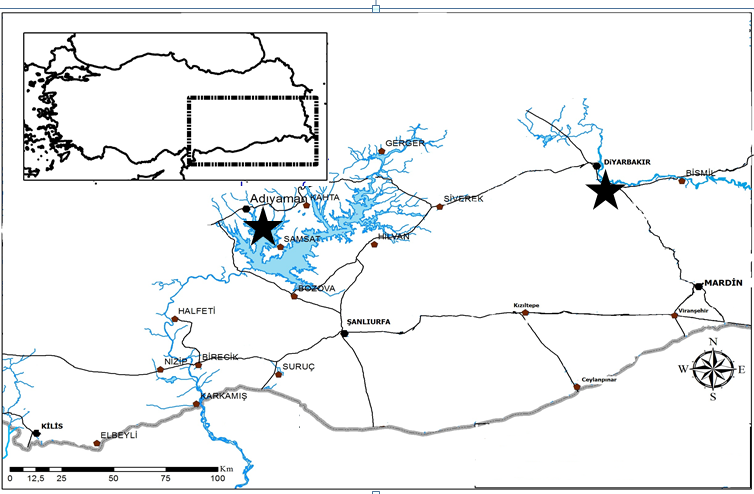 GERGER
DİYARBAKIR
BİSMİL
Adıyaman
KAHTA
SİVEREK
SAMSAT
HİLVAN
BOZOVA
MARDİN
HALFETİ
Kızıltepe
Viranşehir
ŞANLIURFA
N
W E
S
NİZİP
BİRECİK
SURUÇ
Ceylanpınar
KARKAMIŞ
KİLİS
ELBEYLİ
Km
0 12,5 25 50 75 100